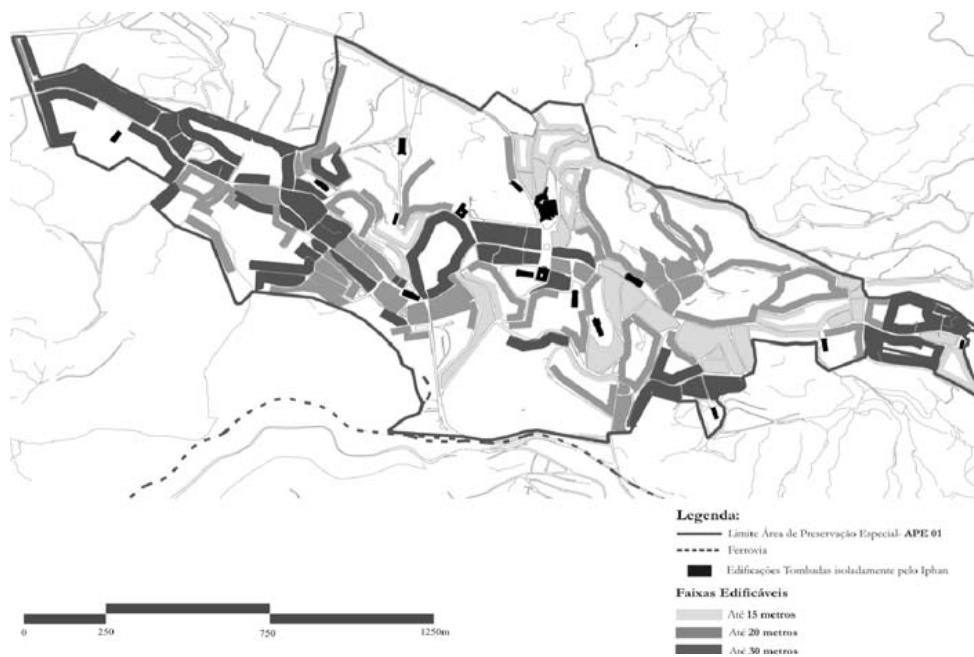 Legenda:
Limite Área de Preservação Especial- APE 01
Ferrovia
Edificações Tombadas isoladamente pelo Iphan
Faixas Edificáveis
Até 15 metros
Até 20 metros
Até 30 metros
0 250 750 1250m